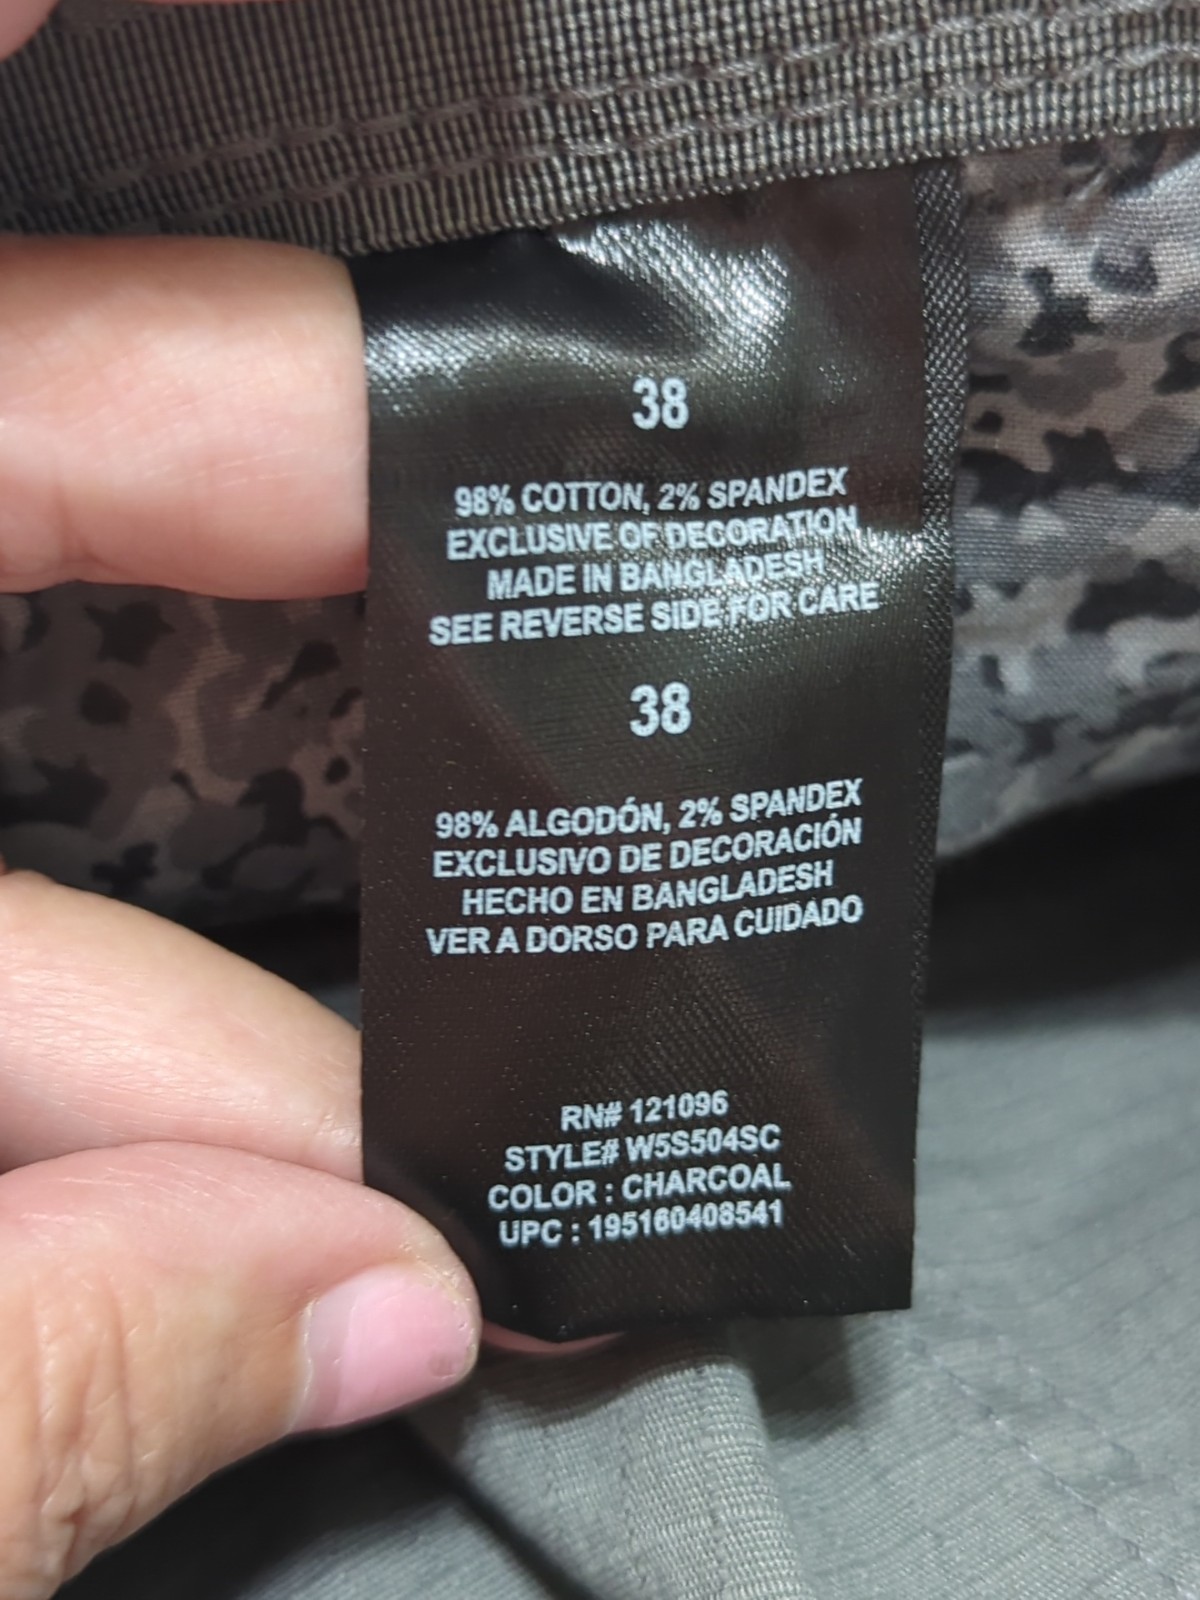 38
98% COTTON, 2% SPANDEX
EXCLUSIVE OF DECORATION
MADE IN BANGLADESH
SEE REVERSE SIDE FOR CARE
38
98% ALGODÓN, 2% SPANDEX
EXCLUSIVO DE DECORACIÓN
HECHO EN BANGLADESH
VER A DORSO PARA CUIDADO
RN# 121096
STYLE# W5S504SC
COLOR : CHARCOAL
UPC : 195160408541